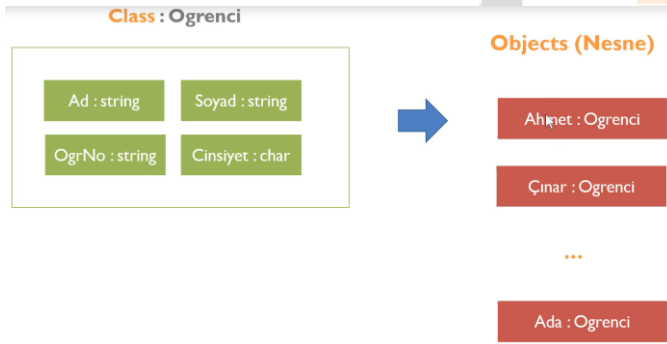 Class : Ogrenci
Ad : string
Soyad : string
OgrNo : string
Cinsiyet : char
Objects (Nesne)
Ahmet : Ogrenci
Çınar : Ogrenci
...
Ada : Ogrenci